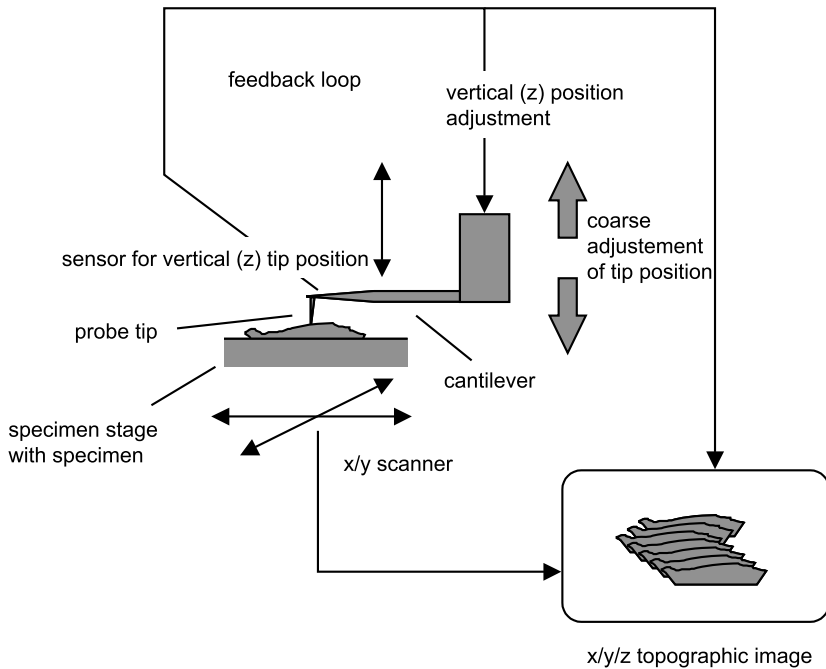 feedback loop
vertical (z) position
adjustment
coarse
adjustement
of tip position
sensor for vertical (z) tip position
probe tip
cantilever
specimen stage
with specimen
x/y scanner
x/y/z topographic image